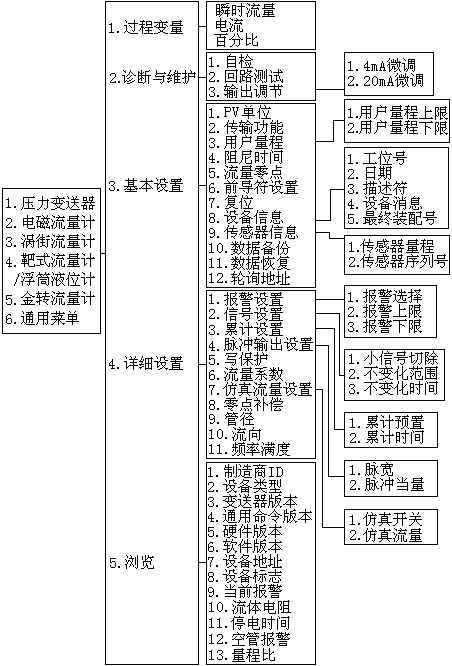 1.压力变送器
2.电磁流量计
3.涡街流量计
4.靶式流量计
/浮筒液位计
5.金转流量计
6.通用菜单
1.过程变量
2.诊断与维护
3.基本设置
4.详细设置
5.浏览
瞬时流量
电流
百分比
1.自检
2.回路测试
3.输出调节
1.PV单位
2.传输功能
3.用户量程
4.阻尼时间
5.流量零点
6.前导符设置
7.复位
8.设备信息
9.传感器信息
10.数据备份
11.数据恢复
12.轮询地址
1.报警设置
2.信号设置
3.累计设置
4.脉冲输出设置
5.写保护
6.流量系数
7.仿真流量设置
8.零点补偿
9.管径
10.流向
11.频率满度
1.制造商ID
2.设备类型
3.变送器版本
4.通用命令版本
5.硬件版本
6.软件版本
7.设备地址
8.设备标志
9.当前报警
10.流体电阻
11.停电时间
12.空管报警
13.量程比
1.4mA微调
2.20mA微调
1.用户量程上限
2.用户量程下限
1.工位号
2.日期
3.描述符
4.设备消息
5.最终装配号
1.传感器量程
2.传感器序列号
1.报警选择
2.报警上限
3.报警下限
1.小信号切除
2.不变化范围
3.不变化时间
1.累计预置
2.累计时间
1.脉宽
2.脉冲当量
1.仿真开关
2.仿真流量